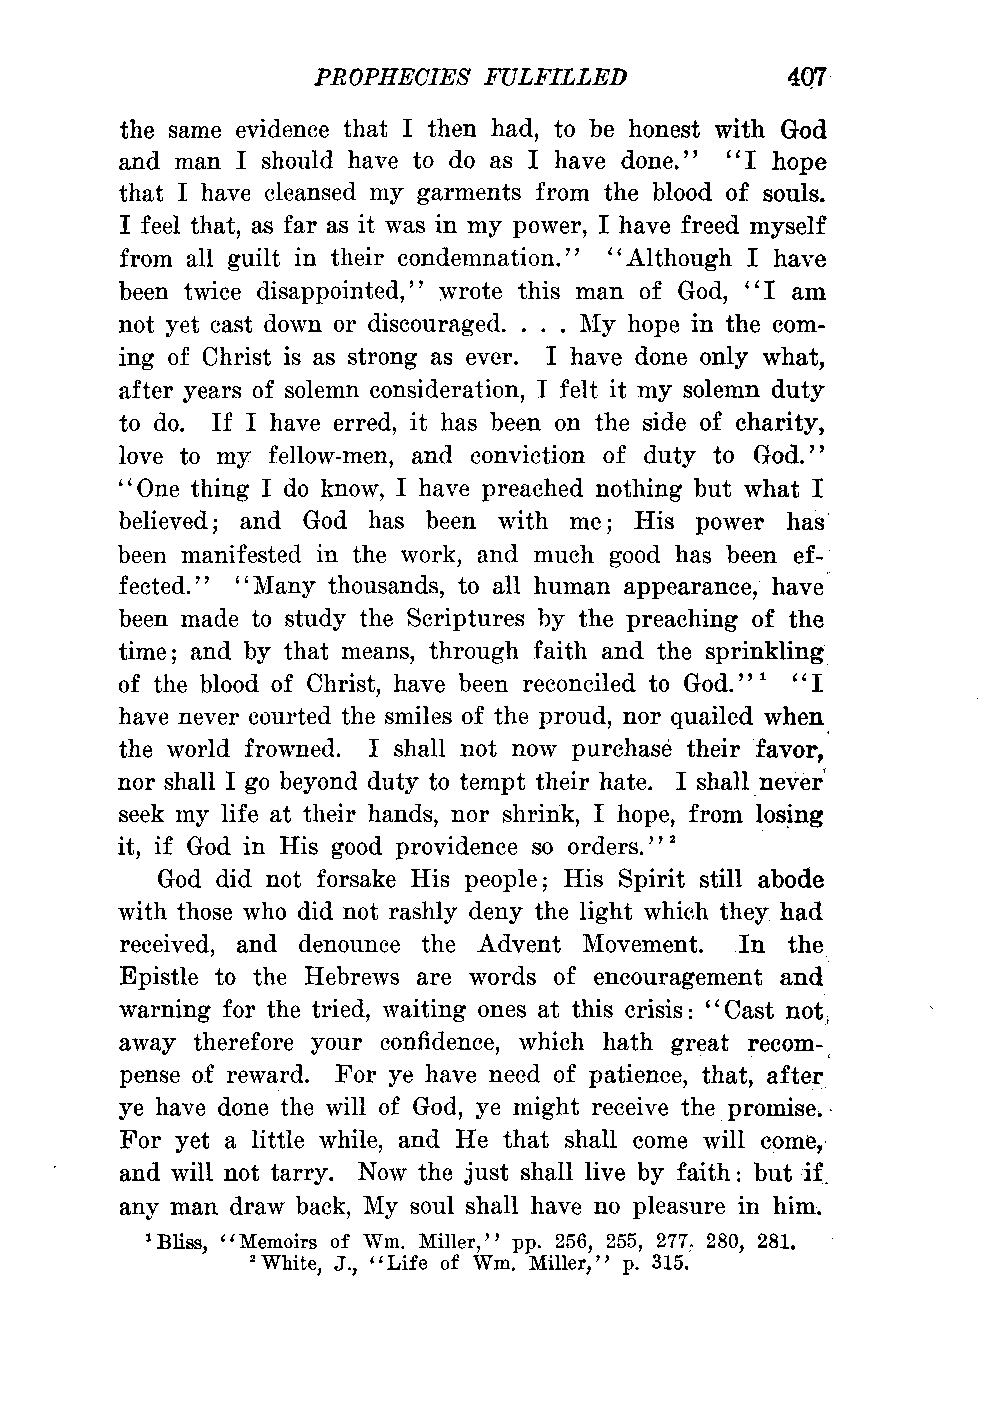 PROPHECIES FULFILLED 407
the same evidence that I then had, to be honest with God
and man I should have to do as I have done.'' ''I hope
that I have cleansed my garments from the blood of souls.
I feel that, as far as it was in my power, I have freed myself
from all guilt in their condemnation.'' ''Although I have
been twice disappointed,'' wrote this man of God, ''I am
not yet cast down or discouraged. . . . My hope in the com-
ing of Christ is as strong as ever. I have done only what,
after years of solemn consideration, I felt it my solemn duty
to do. If I have erred, it has been on the side of charity,
love to my fellow-men, and conviction of duty to God.''
''One thing I do know, I have preached nothing but what I
believed; and God has been with me; His power has
been manifested in the work, and much good has been ef-
fected.'' ''Many thousands, to all human appearance, have
been made to study the Scriptures by the preaching of the
time; and by that means, through faith and the sprinkling
of the blood of Christ, have been reconciled to God.''¹ ''I
have never courted the smiles of the proud, nor quailed when
the world frowned. I shall not now purchase their favor,
nor shall I go beyond duty to tempt their hate. I shall never
seek my life at their hands, nor shrink, I hope, from losing
it, if God in His good providence so orders.''²
God did not forsake His people; His Spirit still abode
with those who did not rashly deny the light which they had
received, and denounce the Advent Movement. In the
Epistle to the Hebrews are words of encouragement and
warning for the tried, waiting ones at this crisis: ''Cast not
away therefore your confidence, which hath great recom-
pense of reward. For ye have need of patience, that, after
ye have done the will of God, ye might receive the promise.
For yet a little while, and He that shall come will come,
and will not tarry. Now the just shall live by faith: but if
any man draw back, My soul shall have no pleasure in him.
¹ Bliss, ''Memoirs of Wm. Miller,'' pp. 256, 255, 277, 280, 281.
² White, J., ''Life of Wm. Miller,'' p. 315.